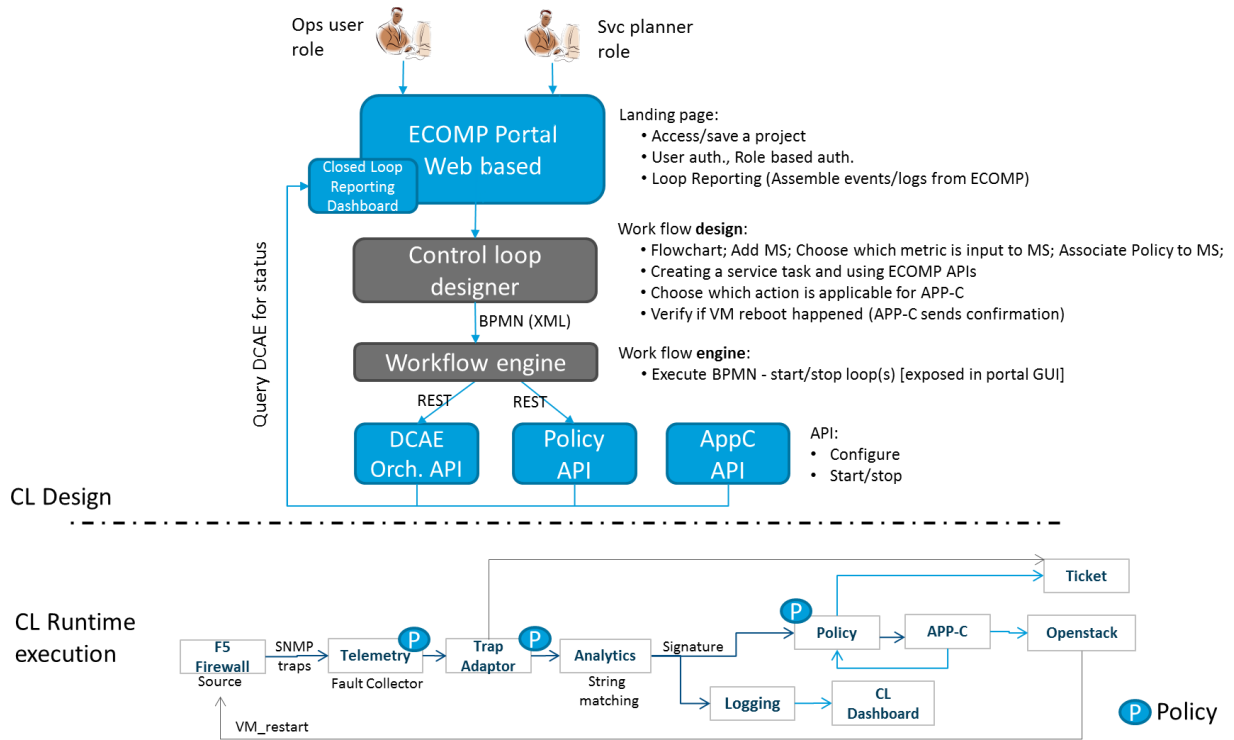 Ops user
role
Svc planner
role
ECOMP Portal
Web based
Closed Loop
Reporting
Dashboard
Landing page:
• Access/save a project
• User auth., Role based auth.
• Loop Reporting (Assemble events/logs from ECOMP)
Control loop
designer
Work flow design:
• Flowchart; Add MS; Choose which metric is input to MS; Associate Policy to MS;
• Creating a service task and using ECOMP APIs
• Choose which action is applicable for APP-C
• Verify if VM reboot happened (APP-C sends confirmation)
BPMN (XML)
Workflow engine
Work flow engine:
• Execute BPMN - start/stop loop(s) [exposed in portal GUI]
Query DCAE for status
REST
REST
DCAE
Orch. API
Policy
API
AppC
API
API:
• Configure
• Start/stop
CL Design
CL Runtime
execution
F5
Firewall
Source
SNMP
traps
P
Telemetry
Fault Collector
P
Trap
Adaptor
Analytics
String
matching
Signature
P
Policy
APP-C
Openstack
Ticket
Logging
CL
Dashboard
VM_restart
P Policy